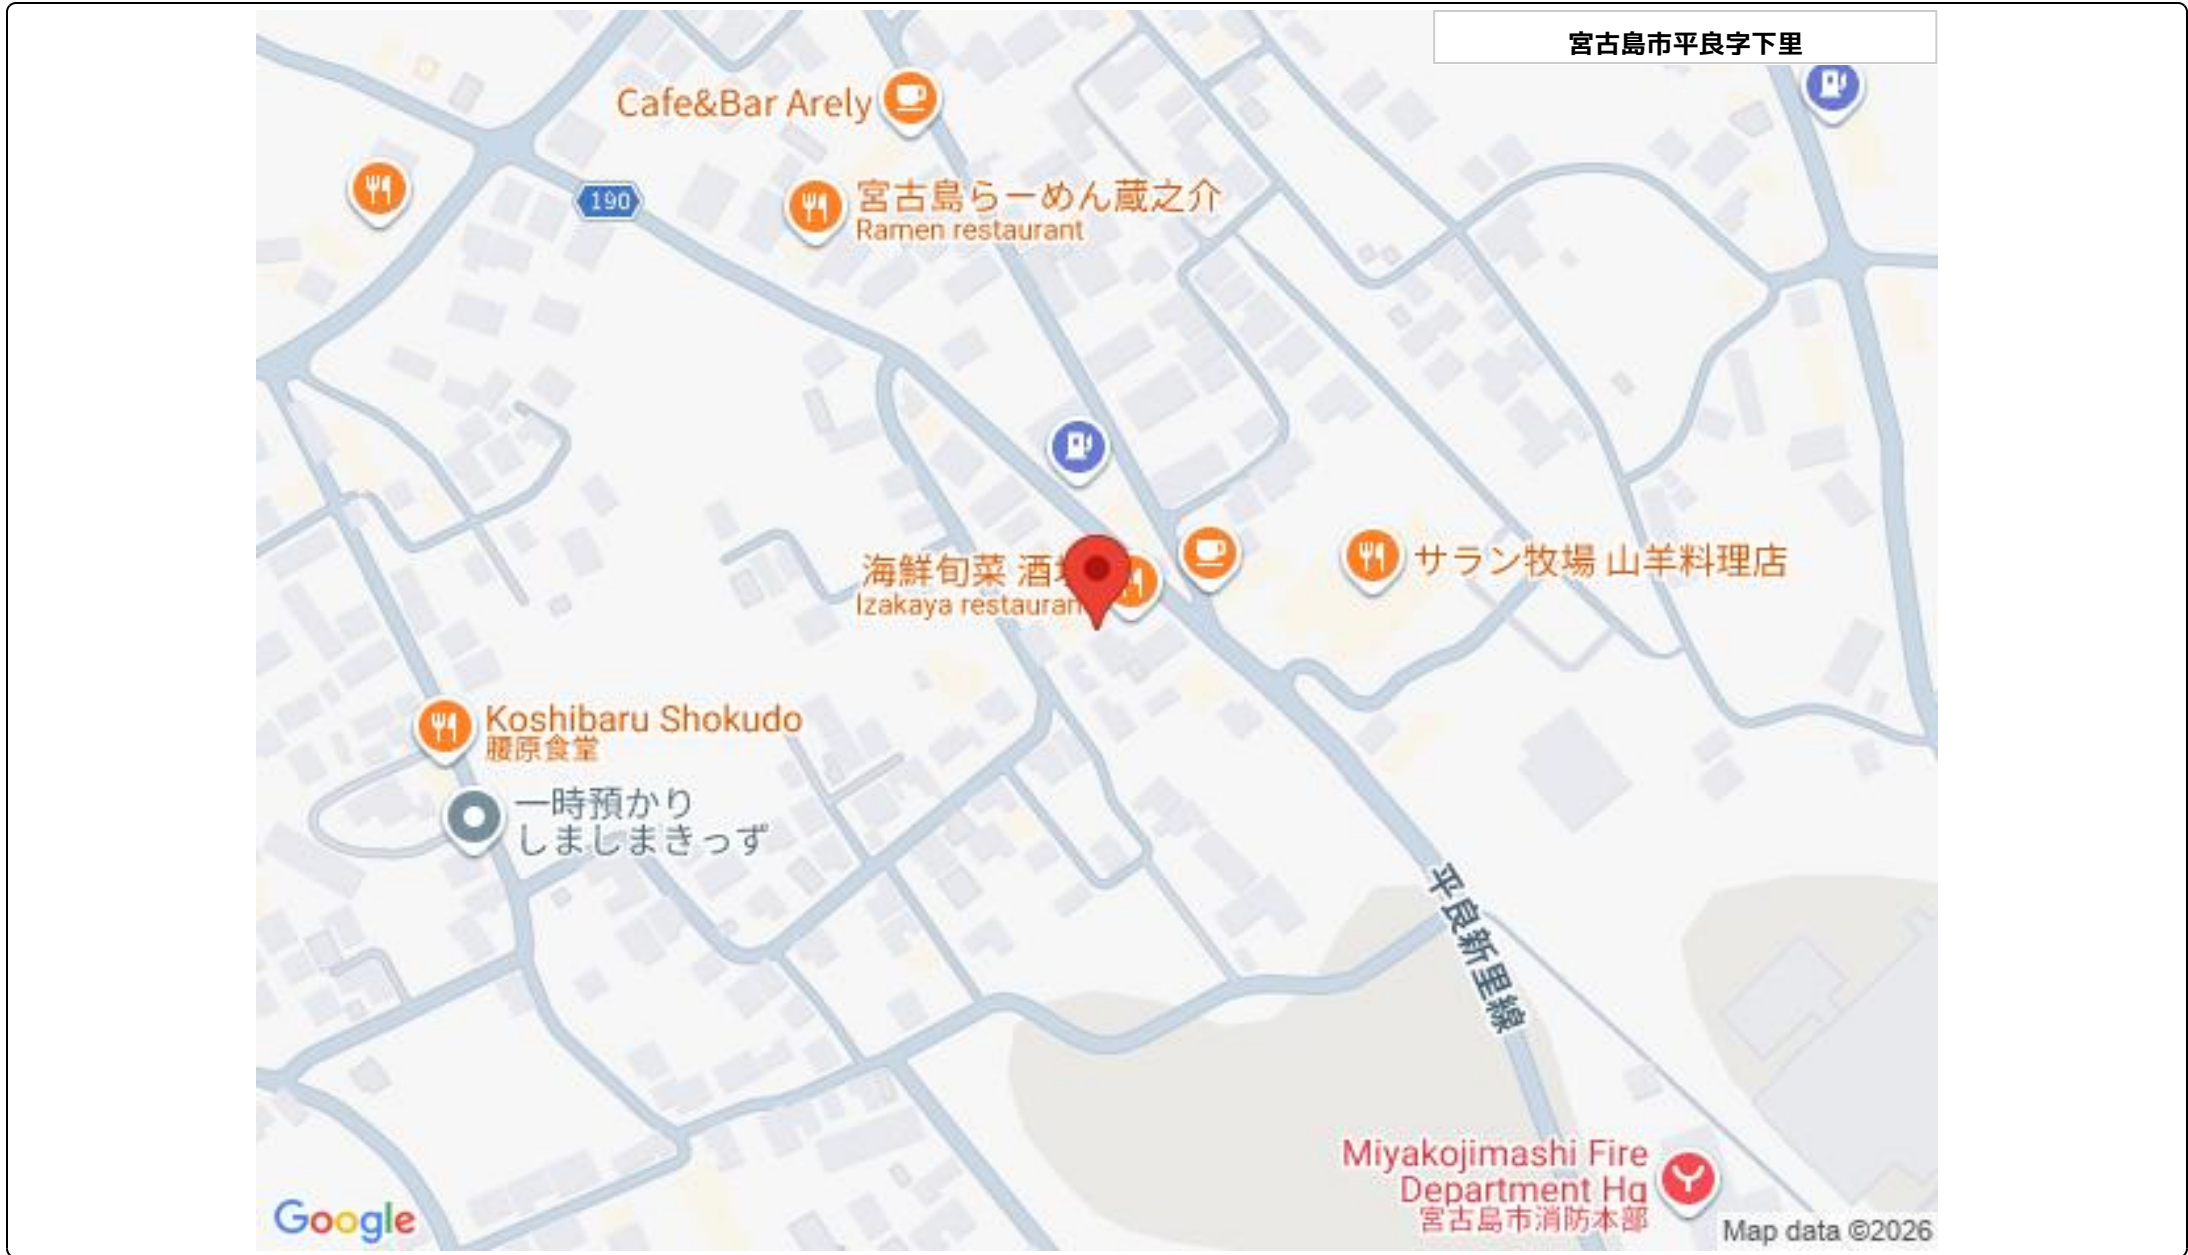 宮古島市平良字下里
Cafe&Bar Arely
190
宮古島らーめん蔵之介
Ramen restaurant
海鮮旬菜 酒
Izakaya restauran
サラン牧場 山羊料理店
Koshibaru Shokudo
腰原食堂
一時預かり
しましまきっず
平良新里線
Miyakojimashi Fire
Department Hq
宮古島市消防本部
Google
Map data ©2026